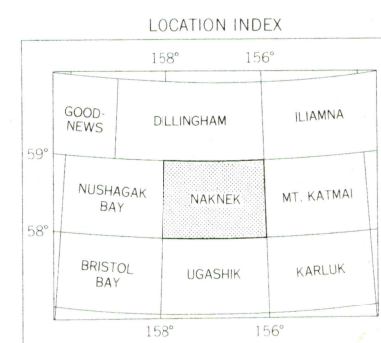 LOCATION INDEX
158° 156°
GOOD-
NEWS
DILLINGHAM
ILIAMNA
59°
NUSHAGAK
BAY
NAKNEK
MT. KATMAI
58°
BRISTOL
BAY
UGASHIK
KARLUK
158° 156°